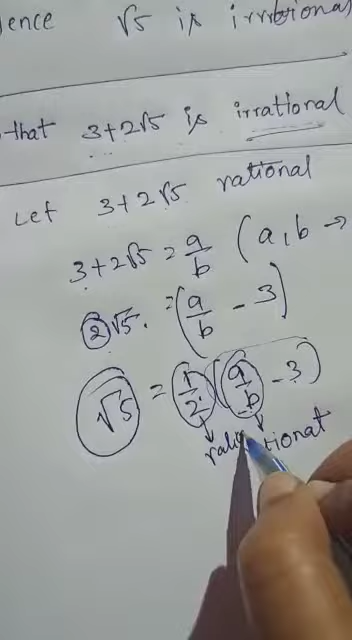 ence √5 is irrational
that 3+2√5 is irrational
Let 3+2√5 rational
3+2√5 = a/b (a, b →
2√5 = (a/b - 3)
√5 = 1/2 (a/b - 3)